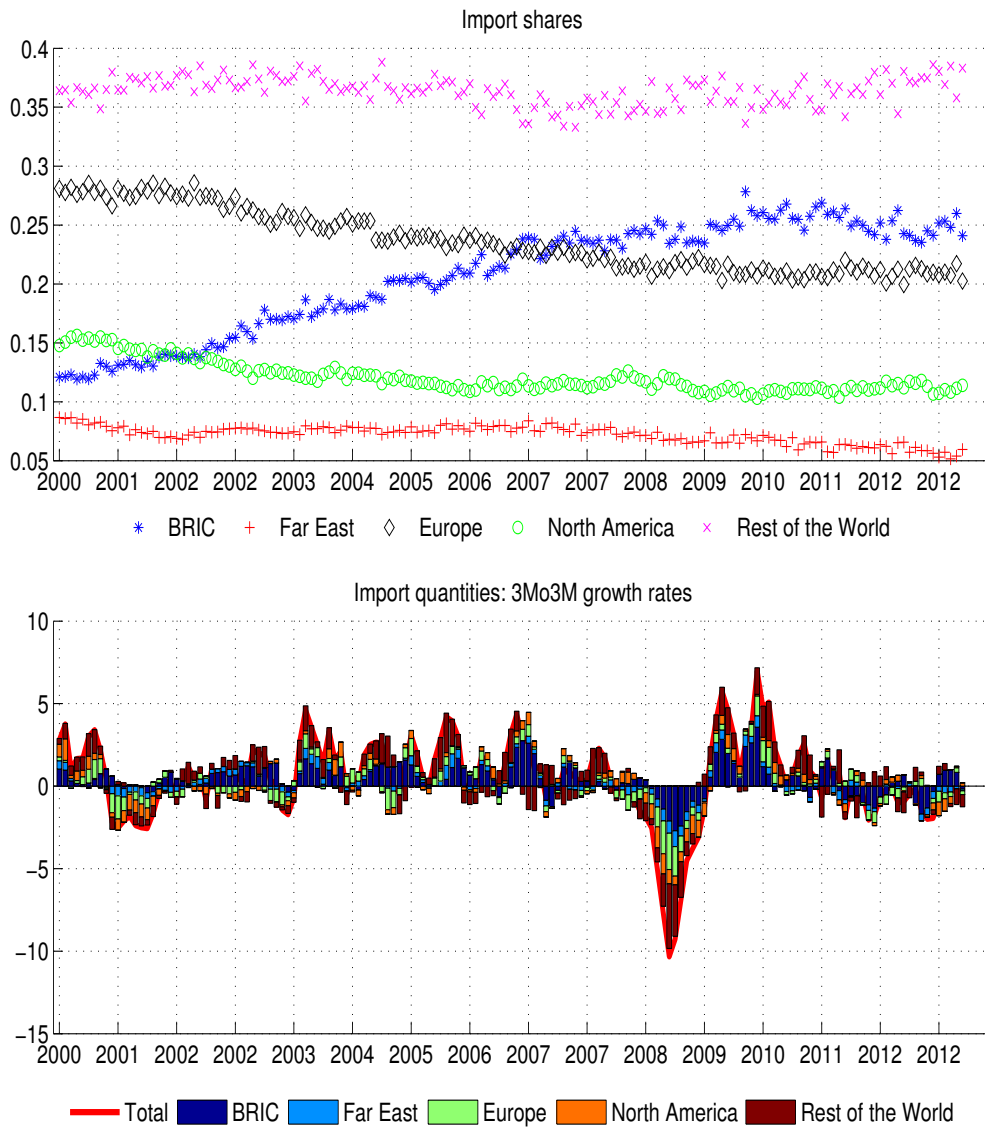 Import shares
0.4
0.35
0.3
0.25
0.2
0.15
0.1
0.05
2000 2001 2002 2002 2003 2004 2005 2006 2007 2007 2008 2009 2010 2011 2012 2012
BRIC Far East Europe North America Rest of the World
Import quantities: 3Mo3M growth rates
10
5
0
−5
−10
−15
2000 2001 2002 2002 2003 2004 2005 2006 2007 2007 2008 2009 2010 2011 2012 2012
Total BRIC Far East Europe North America Rest of the World